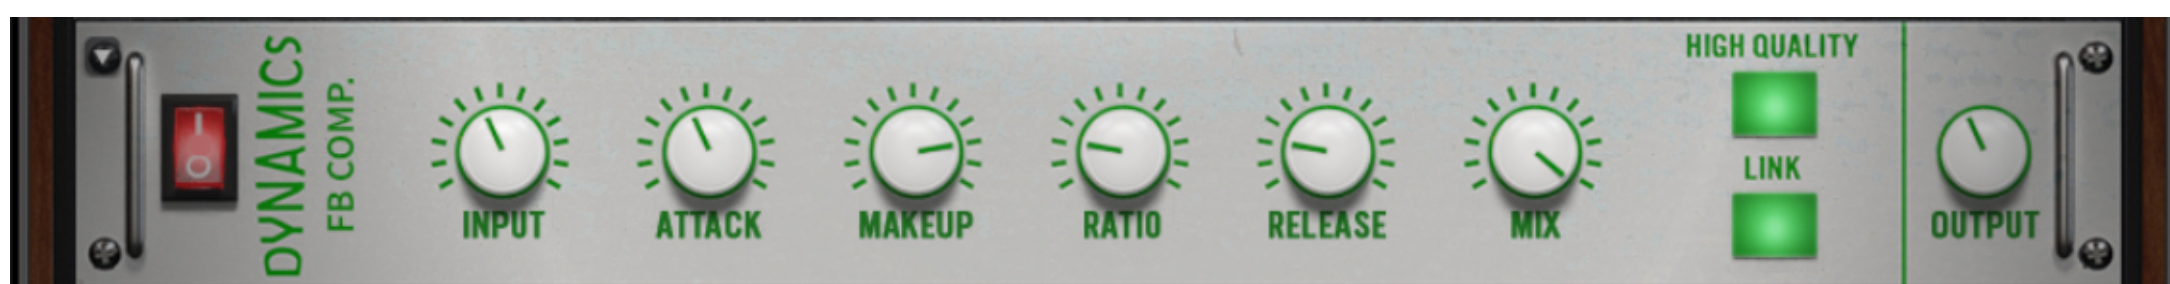 DYNAMICS
FB COMP.
INPUT
ATTACK
MAKEUP
RATIO
RELEASE
MIX
HIGH QUALITY
LINK
OUTPUT